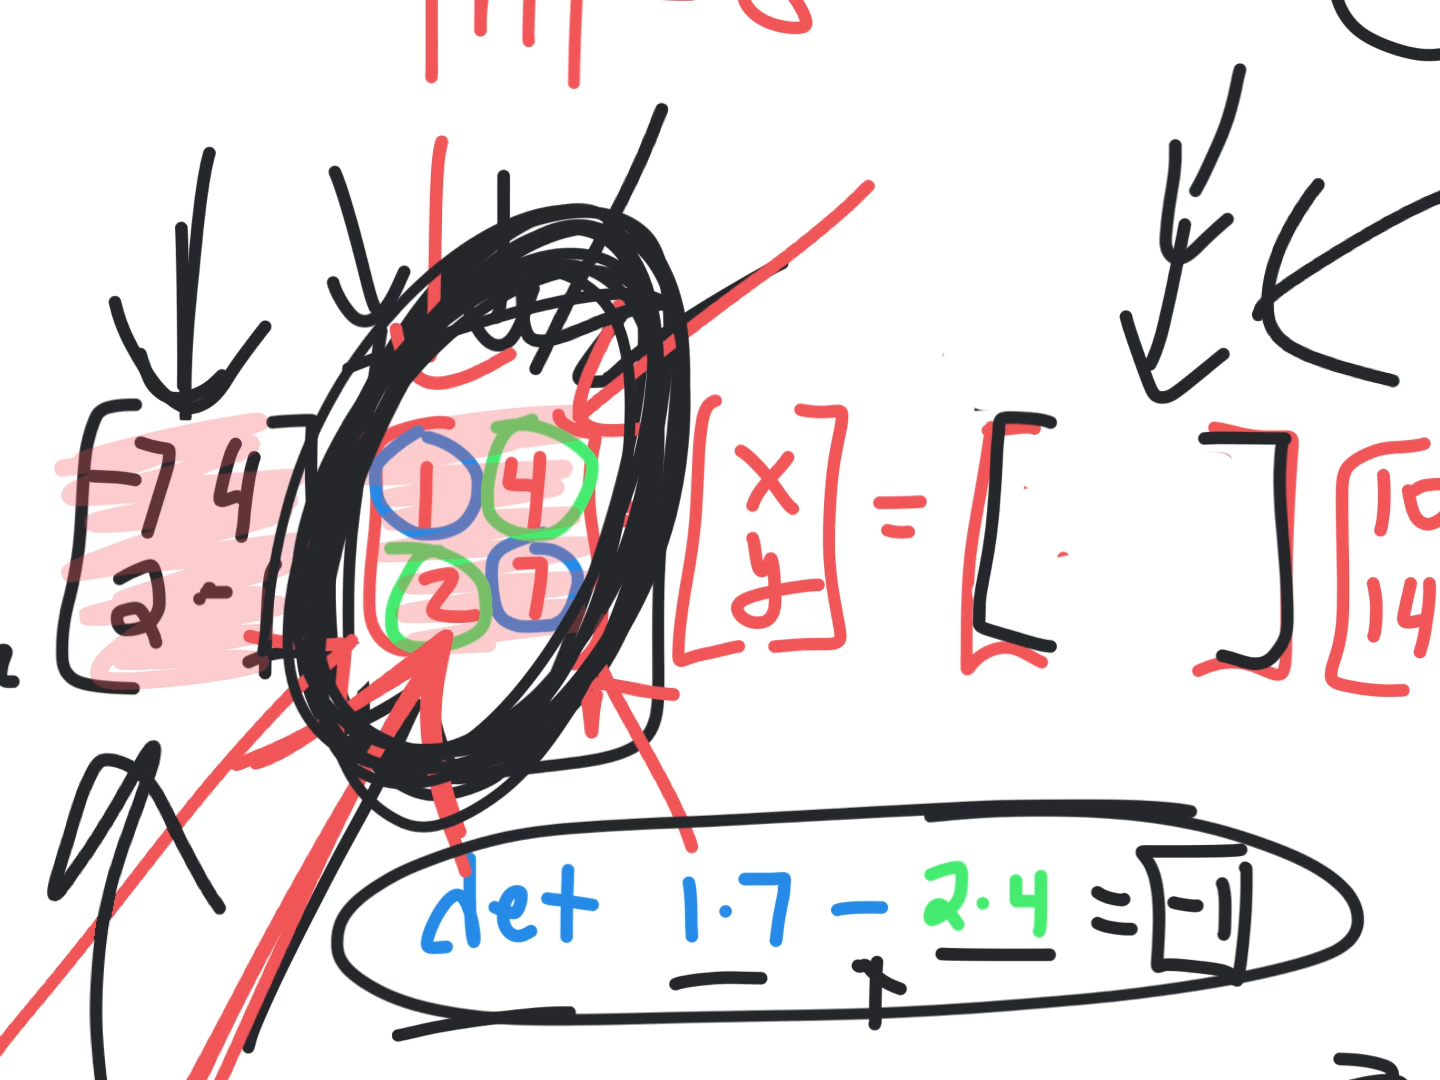 -7 4 1 4 x = 10
2 - 2 7 y 14
det 1·7 - 2·4 = -1